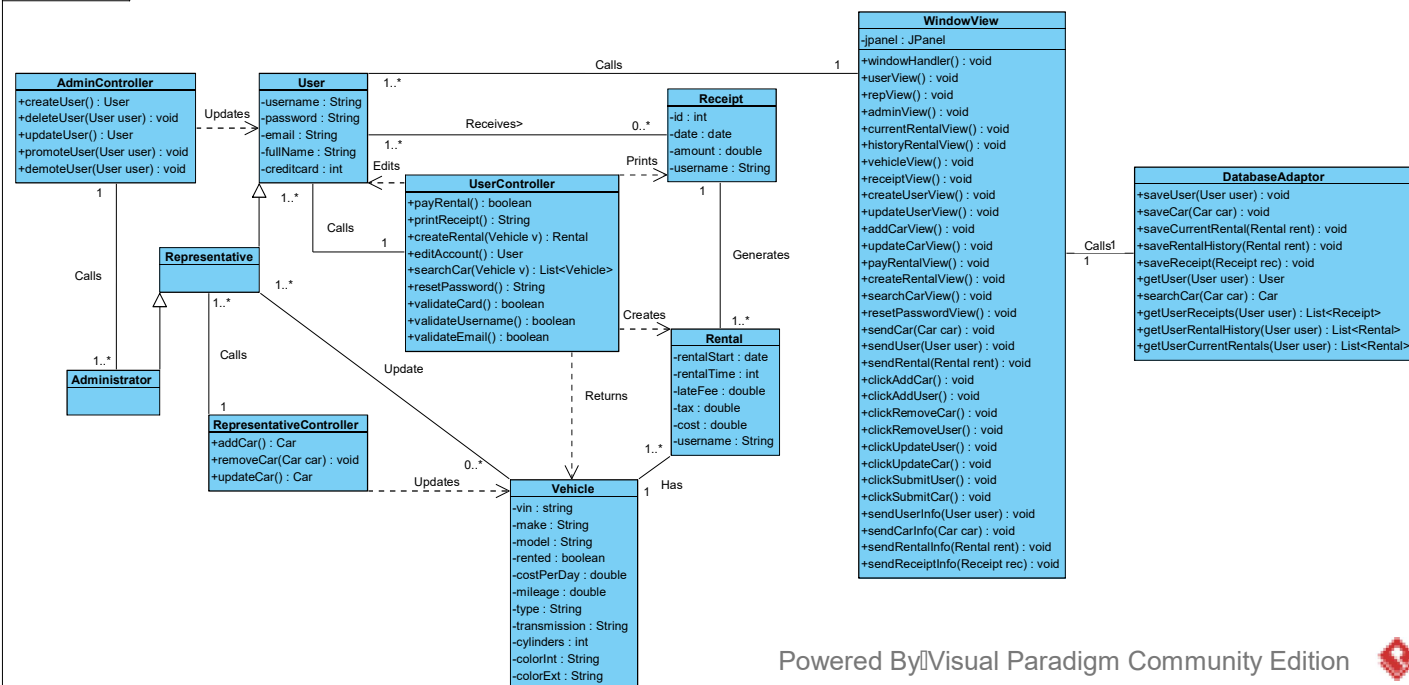 WindowView
-jpanel : JPanel
+windowHandler() : void
+userView() : void
+repView() : void
+adminView() : void
+currentRentalView() : void
+historyRentalView() : void
+vehicleView() : void
+receiptView() : void
+createUserView() : void
+updateUserView() : void
+addCarView() : void
+updateCarView() : void
+payRentalView() : void
+createRentalView() : void
+searchCarView() : void
+resetPasswordView() : void
+sendCar(Car car) : void
+sendUser(User user) : void
+sendRental(Rental rent) : void
+clickAddCar() : void
+clickAddUser() : void
+clickRemoveCar() : void
+clickRemoveUser() : void
+clickUpdateUser() : void
+clickUpdateCar() : void
+clickSubmitUser() : void
+clickSubmitCar() : void
+sendUserInfo(User user) : void
+sendCarInfo(Car car) : void
+sendRentalInfo(Rental rent) : void
+sendReceiptInfo(Receipt rec) : void
Calls
1..*
1
AdminController
+createUser() : User
+deleteUser(User user) : void
+updateUser() : User
+promoteUser(User user) : void
+demoteUser(User user) : void
Updates
User
-username : String
-password : String
-email : String
-fullName : String
-creditcard : int
Receives>
1..*
0..*
Receipt
-id : int
-date : date
-amount : double
-username : String
Edits
Prints
UserController
+payRental() : boolean
+printReceipt() : String
+createRental(Vehicle v) : Rental
+editAccount() : User
+searchCar(Vehicle v) : List<Vehicle>
+resetPassword() : String
+validateCard() : boolean
+validateUsername() : boolean
+validateEmail() : boolean
1..*
Calls
1
1
Generates
1..*
1
Calls
1..*
Representative
1..*
1..*
Calls
1
Update
0..*
Creates
Returns
Administrator
RepresentativeController
+addCar() : Car
+removeCar(Car car) : void
+updateCar() : Car
Updates
Rental
-rentalStart : date
-rentalTime : int
-lateFee : double
-tax : double
-cost : double
-username : String
1..*
1
Has
Vehicle
-vin : string
-make : String
-model : String
-rented : boolean
-costPerDay : double
-mileage : double
-type : String
-transmission : String
-cylinders : int
-colorInt : String
-colorExt : String
Calls
1
1
DatabaseAdaptor
+saveUser(User user) : void
+saveCar(Car car) : void
+saveCurrentRental(Rental rent) : void
+saveRentalHistory(Rental rent) : void
+saveReceipt(Receipt rec) : void
+getUser(User user) : User
+searchCar(Car car) : Car
+getUserReceipts(User user) : List<Receipt>
+getUserRentalHistory(User user) : List<Rental>
+getUserCurrentRentals(User user) : List<Rental>
Powered By Visual Paradigm Community Edition